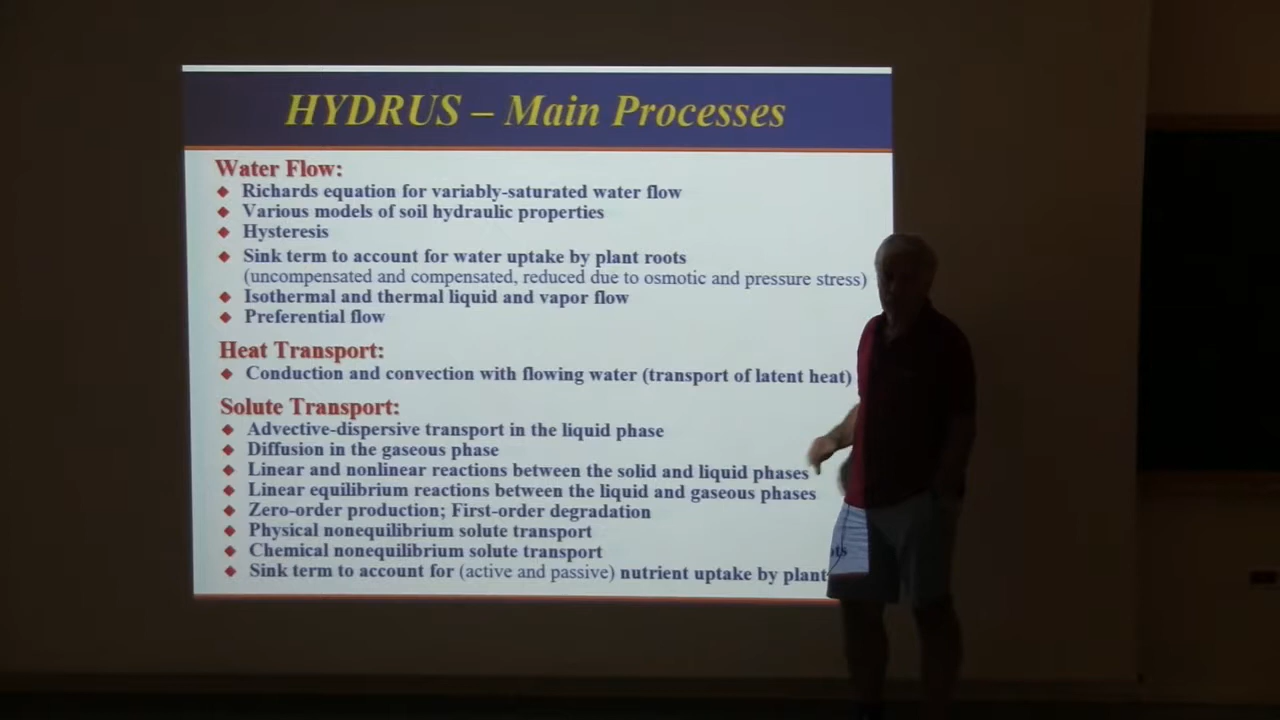 HYDRUS – Main Processes
Water Flow:
◆ Richards equation for variably-saturated water flow
◆ Various models of soil hydraulic properties
◆ Hysteresis
◆ Sink term to account for water uptake by plant roots
(uncompensated and compensated, reduced due to osmotic and pressure stress)
◆ Isothermal and thermal liquid and vapor flow
◆ Preferential flow
Heat Transport:
◆ Conduction and convection with flowing water (transport of latent heat)
Solute Transport:
◆ Advective-dispersive transport in the liquid phase
◆ Diffusion in the gaseous phase
◆ Linear and nonlinear reactions between the solid and liquid phases
◆ Linear equilibrium reactions between the liquid and gaseous phases
◆ Zero-order production; First-order degradation
◆ Physical nonequilibrium solute transport
◆ Chemical nonequilibrium solute transport
◆ Sink term to account for (active and passive) nutrient uptake by plant